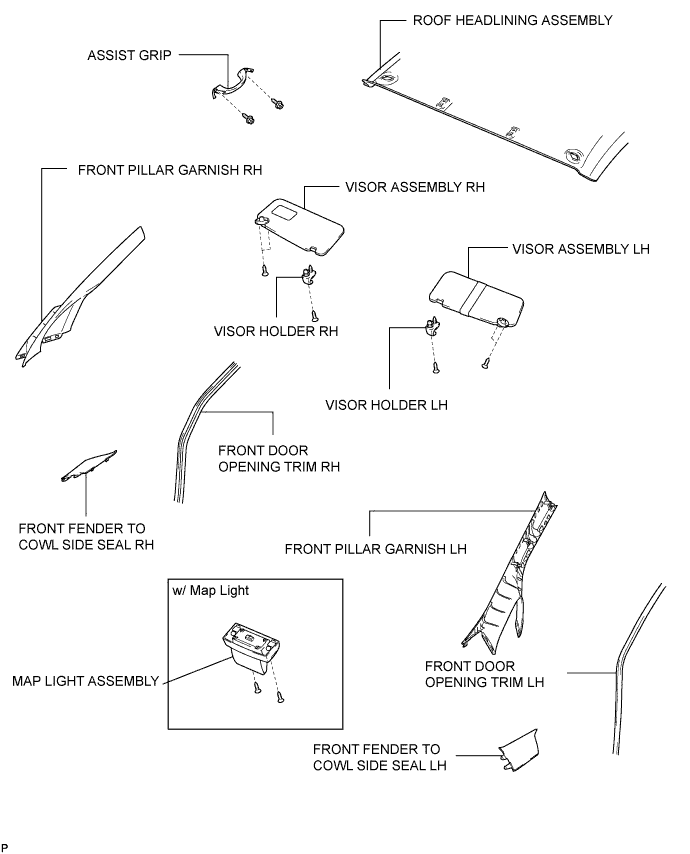 ROOF HEADLINING ASSEMBLY
ASSIST GRIP
FRONT PILLAR GARNISH RH
VISOR ASSEMBLY RH
VISOR ASSEMBLY LH
VISOR HOLDER RH
VISOR HOLDER LH
FRONT DOOR
OPENING TRIM RH
FRONT FENDER TO
COWL SIDE SEAL RH
FRONT PILLAR GARNISH LH
w/ Map Light
MAP LIGHT ASSEMBLY
FRONT DOOR
OPENING TRIM LH
FRONT FENDER TO
COWL SIDE SEAL LH
P